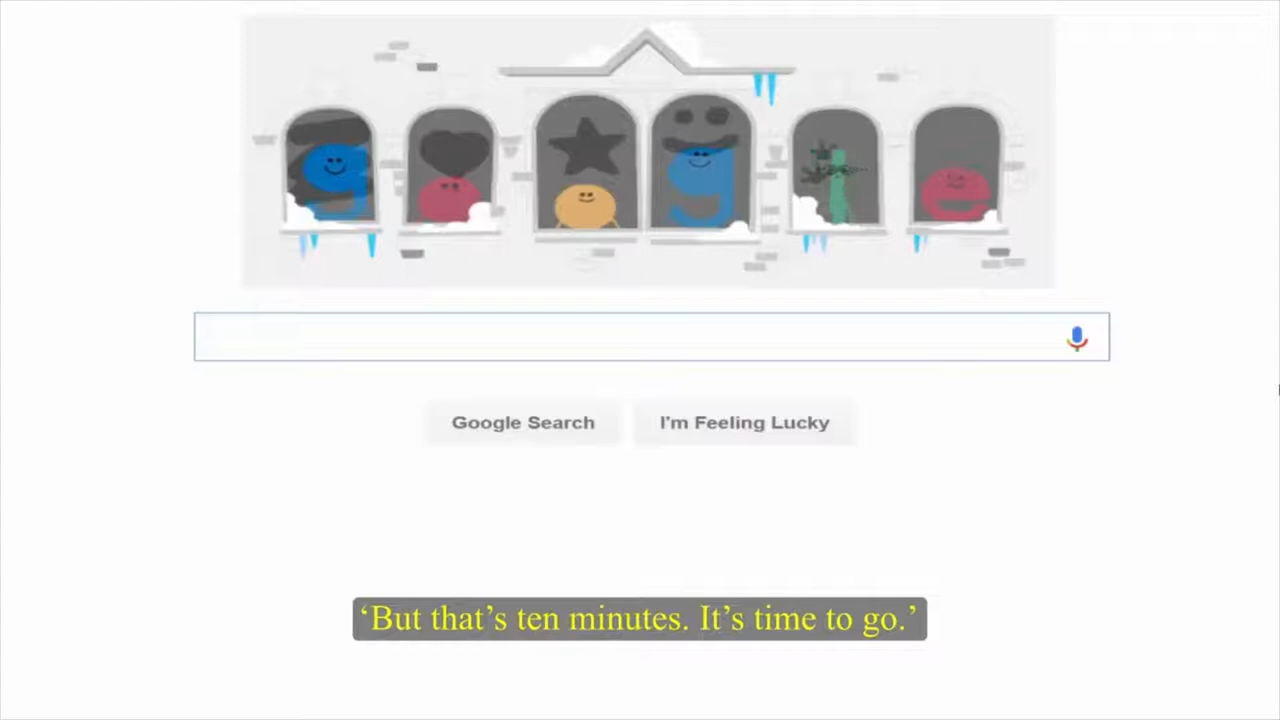 Google Search
I'm Feeling Lucky
‘But that’s ten minutes. It’s time to go.’